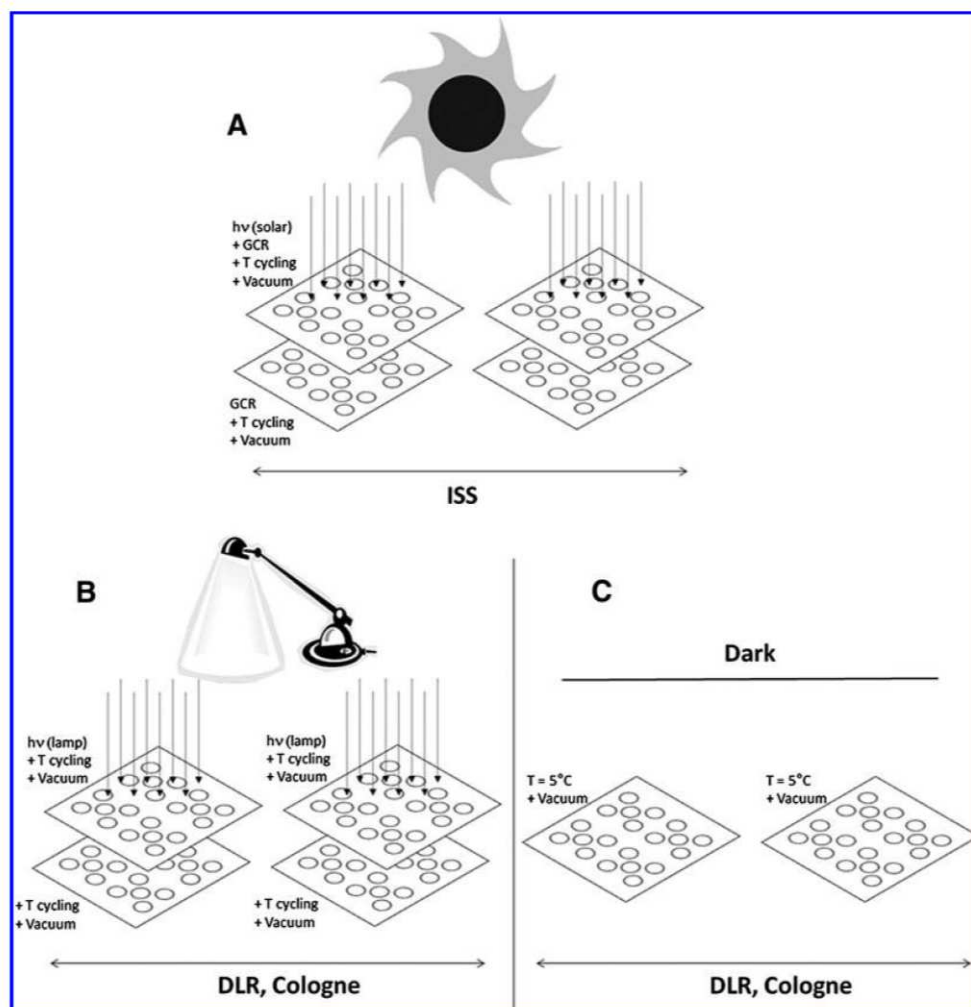 A
hν (solar)
+ GCR
+ T cycling
+ Vacuum
GCR
+ T cycling
+ Vacuum
ISS
B
hν (lamp)
+ T cycling
+ Vacuum
hν (lamp)
+ T cycling
+ Vacuum
+ T cycling
+ Vacuum
+ T cycling
+ Vacuum
DLR, Cologne
C
Dark
T = 5°C
+ Vacuum
T = 5°C
+ Vacuum
DLR, Cologne